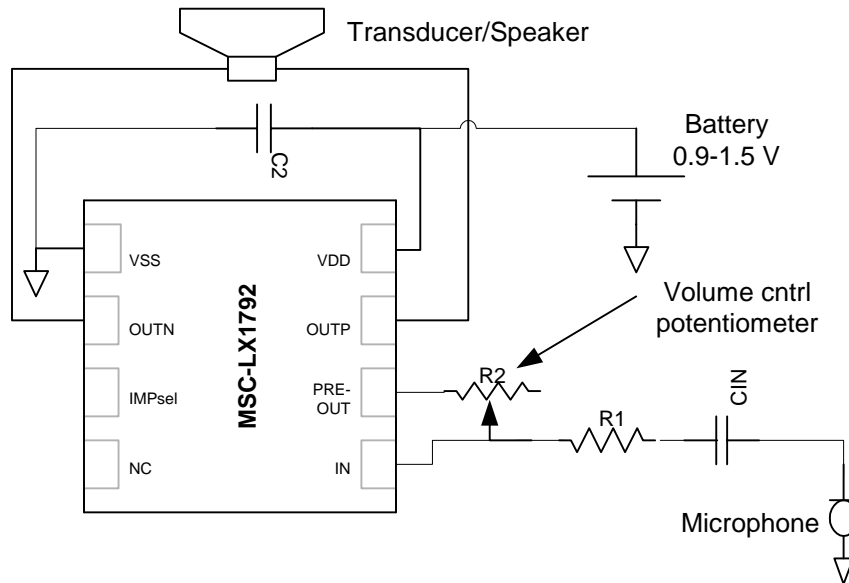 Transducer/Speaker
C2
Battery
0.9-1.5 V
VSS
VDD
MSC-LX1792
OUTN
OUTP
Volume cntrl
potentiometer
IMPsel
PRE-
OUT
R2
CIN
R1
NC
IN
Microphone